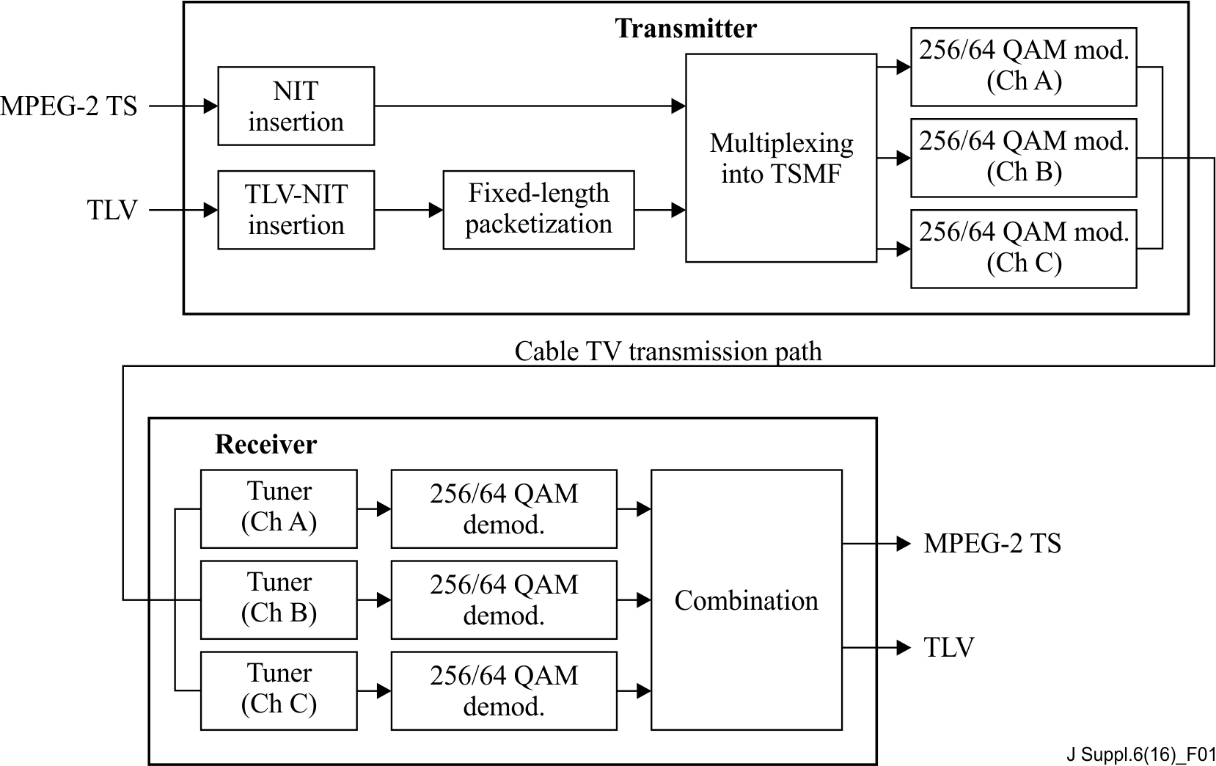 Transmitter
MPEG-2 TS
NIT
insertion
TLV
TLV-NIT
insertion
Fixed-length
packetization
Multiplexing
into TSMF
256/64 QAM mod.
(Ch A)
256/64 QAM mod.
(Ch B)
256/64 QAM mod.
(Ch C)
Cable TV transmission path
Receiver
Tuner
(Ch A)
256/64 QAM
demod.
Tuner
(Ch B)
256/64 QAM
demod.
Tuner
(Ch C)
256/64 QAM
demod.
Combination
MPEG-2 TS
TLV
J Suppl.6(16)_F01